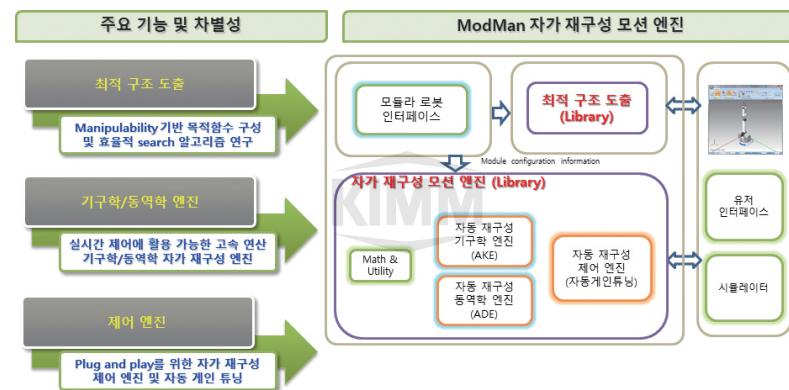 주요 기능 및 차별성
ModMan 자가 재구성 모션 엔진
최적 구조 도출
Manipulability 기반 목적함수 구성
및 효율적 search 알고리즘 연구
기구학/동역학 엔진
실시간 제어에 활용 가능한 고속 연산
기구학/동역학 자가 재구성 엔진
제어 엔진
Plug and play를 위한 자가 재구성
제어 엔진 및 자동 게인 튜닝
모듈라 로봇
인터페이스
최적 구조 도출
(Library)
Module configuration information
자가 재구성 모션 엔진 (Library)
KIMM
Math &
Utility
자동 재구성
기구학 엔진
(AKE)
자동 재구성
동역학 엔진
(ADE)
자동 재구성
제어 엔진
(자동게인튜닝)
유저
인터페이스
시뮬레이터